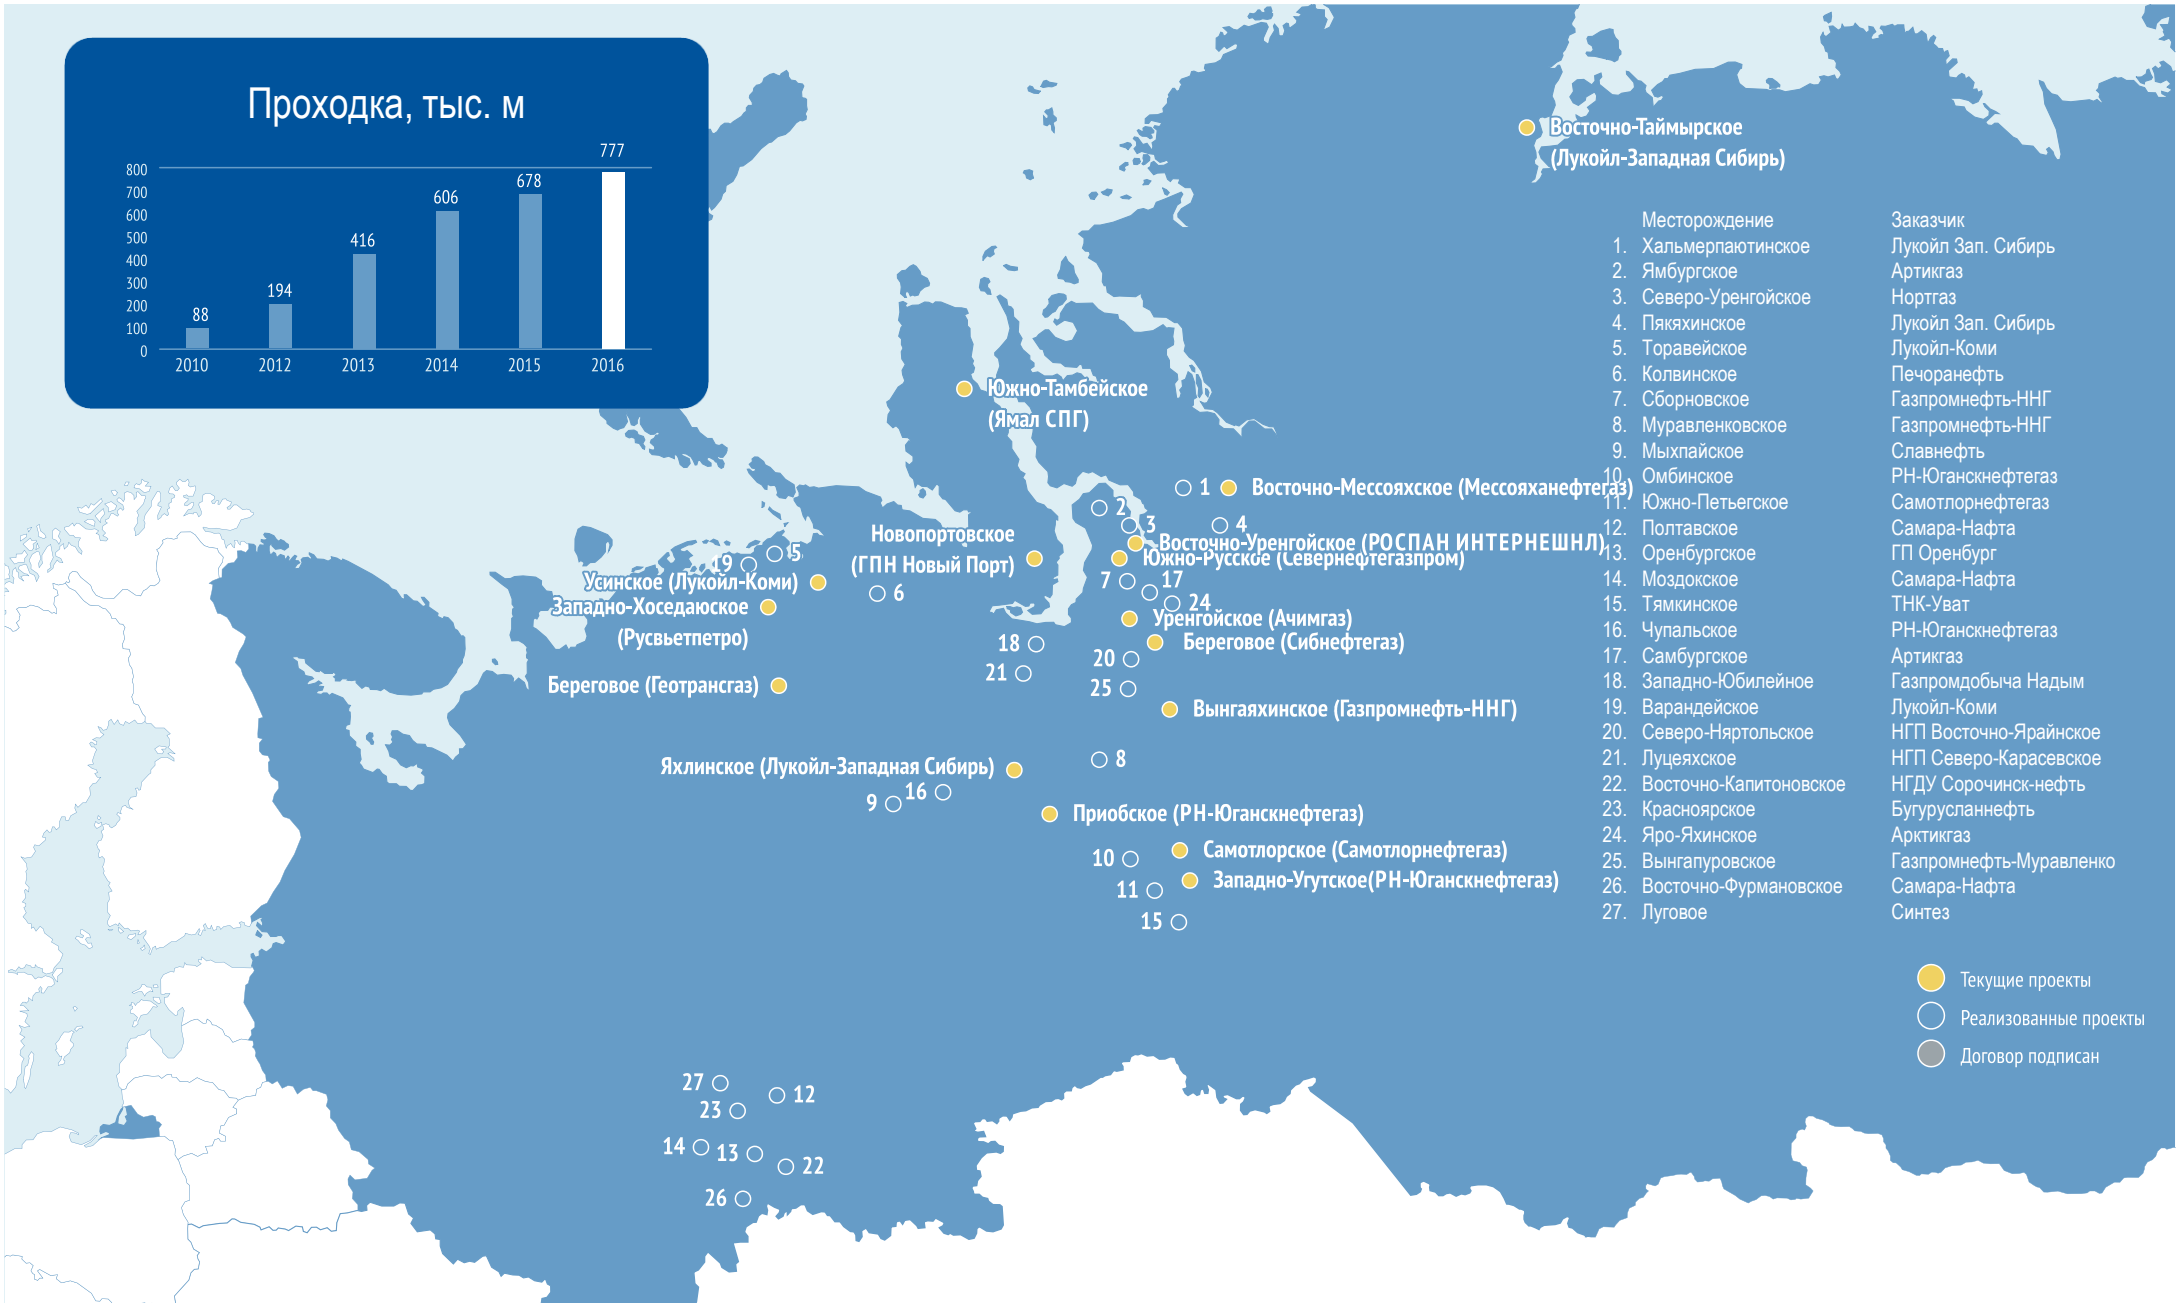 Проходка, тыс. м
777
800
700
678
600
606
500
416
400
300
194
200
88
100
0
2010 2012 2013 2014 2015 2016
Восточно-Таймырское
(Лукойл-Западная Сибирь)
Месторождение Заказчик
1. Хальмерпаютинское Лукойл Зап. Сибирь
2. Ямбургское Артикгаз
3. Северо-Уренгойское Нортгаз
4. Пякяхинское Лукойл Зап. Сибирь
5. Торавейское Лукойл-Коми
6. Колвинское Печоранефть
7. Сборновское Газпромнефть-ННГ
8. Муравленковское Газпромнефть-ННГ
9. Мыхпайское Славнефть
10. Омбинское РН-Юганскнефтегаз
11. Южно-Петьегское Самотлорнефтегаз
12. Полтавское Самара-Нафта
13. Оренбургское ГП Оренбург
14. Моздокское Самара-Нафта
15. Тямкинское ТНК-Уват
16. Чупальское РН-Юганскнефтегаз
17. Самбургское Артикгаз
18. Западно-Юбилейное Газпромдобыча Надым
19. Варандейское Лукойл-Коми
20. Северо-Няртольское НГП Восточно-Ярайнское
21. Луцеяхское НГП Северо-Карасевское
22. Восточно-Капитоновское НГДУ Сорочинск-нефть
23. Красноярское Бугурусланнефть
24. Яро-Яхинское Арктикгаз
25. Вынгапуровское Газпромнефть-Муравленко
26. Восточно-Фурмановское Самара-Нафта
27. Луговое Синтез
Южно-Тамбейское
(Ямал СПГ)
1 Восточно-Мессояхское (Мессояханефтегаз)
2
3
4
Новопортовское
(ГПН Новый Порт)
Восточно-Уренгойское (РОСПАН ИНТЕРНЕШНЛ)
Южно-Русское (Севернефтегазпром)
19
5
Усинское (Лукойл-Коми)
6
7
17
24
Западно-Хоседаюское
(Русвьетпетро)
Уренгойское (Ачимгаз)
18
Береговое (Сибнефтегаз)
20
21
25
Береговое (Геотрансгаз)
Вынгаяхинское (Газпромнефть-ННГ)
8
Яхлинское (Лукойл-Западная Сибирь)
16
9
Приобское (РН-Юганскнефтегаз)
Самотлорское (Самотлорнефтегаз)
10
Западно-Угутское(РН-Юганскнефтегаз)
11
15
Текущие проекты
Реализованные проекты
Договор подписан
27
12
23
14
13
22
26